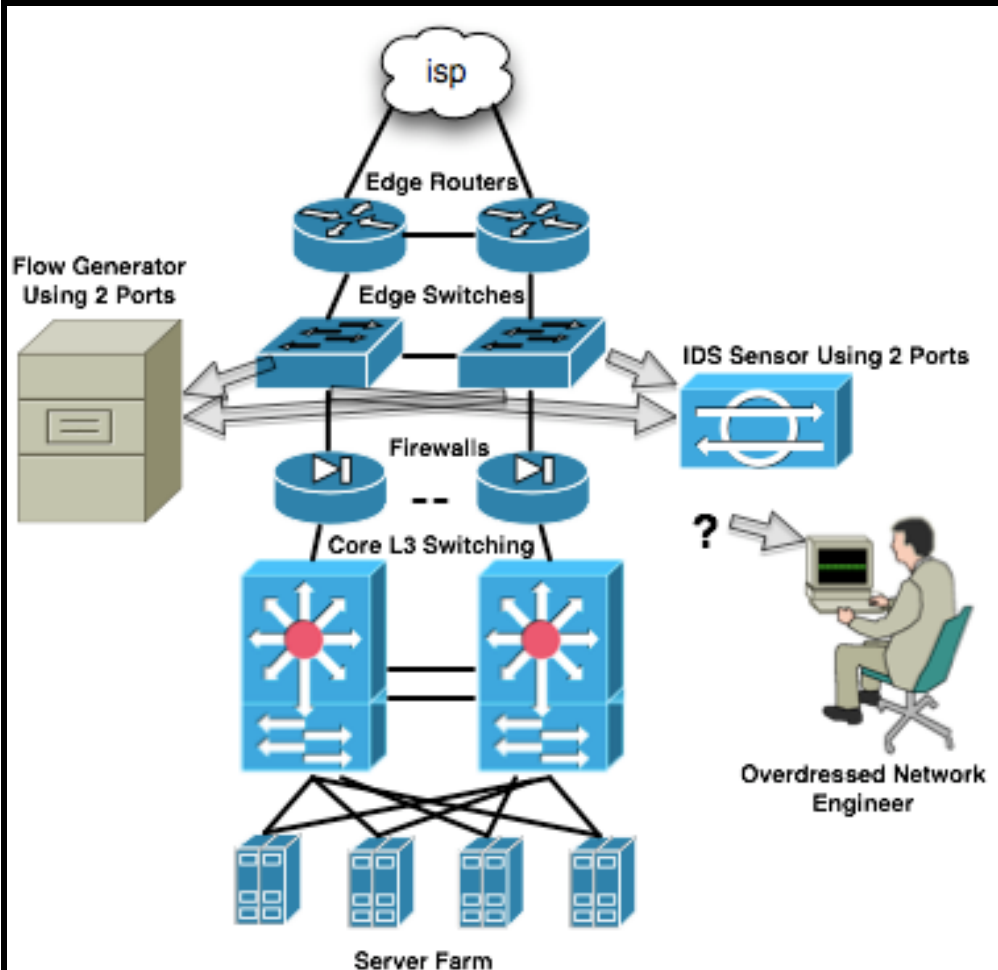 isp
Edge Routers
Flow Generator
Using 2 Ports
Edge Switches
IDS Sensor Using 2 Ports
Firewalls
--
?
Core L3 Switching
Overdressed Network
Engineer
Server Farm